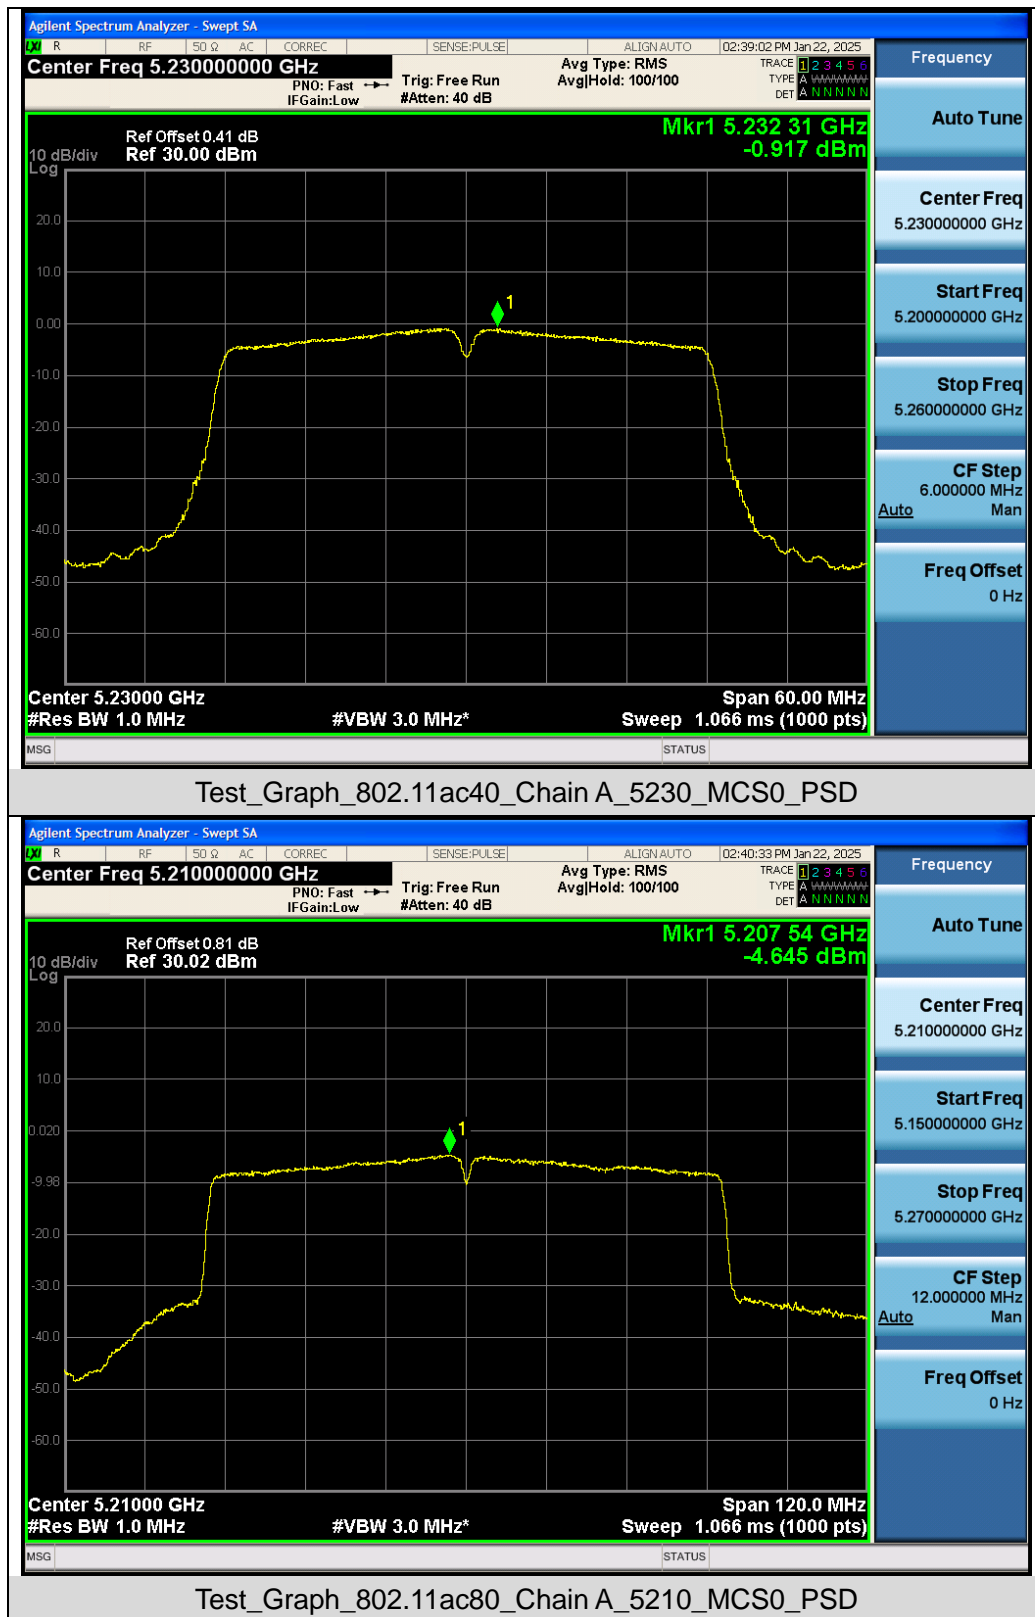 Agilent Spectrum Analyzer - Swept SA
LXI R RF 50 Ω AC CORREC SENSE:PULSE ALIGN AUTO 02:39:02 PM Jan 22, 2025
Center Freq 5.230000000 GHz
PNO: Fast
IFGain:Low
Trig: Free Run
#Atten: 40 dB
Avg Type: RMS
Avg|Hold: 100/100
TRACE 1 2 3 4 5 6
TYPE A WWWWW
DET A N N N N N
Frequency
Auto Tune
Center Freq
5.230000000 GHz
Start Freq
5.200000000 GHz
Stop Freq
5.260000000 GHz
CF Step
6.000000 MHz
Auto Man
Freq Offset
0 Hz
Mkr1 5.232 31 GHz
-0.917 dBm
Ref Offset 0.41 dB
10 dB/div Ref 30.00 dBm
Log
1
20.0
10.0
0.00
-10.0
-20.0
-30.0
-40.0
-50.0
-60.0
Center 5.23000 GHz Span 60.00 MHz
#Res BW 1.0 MHz #VBW 3.0 MHz* Sweep 1.066 ms (1000 pts)
MSG STATUS
Test_Graph_802.11ac40_Chain A_5230_MCS0_PSD
Agilent Spectrum Analyzer - Swept SA
LXI R RF 50 Ω AC CORREC SENSE:PULSE ALIGN AUTO 02:40:33 PM Jan 22, 2025
Center Freq 5.210000000 GHz
PNO: Fast
IFGain:Low
Trig: Free Run
#Atten: 40 dB
Avg Type: RMS
Avg|Hold: 100/100
TRACE 1 2 3 4 5 6
TYPE A WWWWW
DET A N N N N N
Frequency
Auto Tune
Center Freq
5.210000000 GHz
Start Freq
5.150000000 GHz
Stop Freq
5.270000000 GHz
CF Step
12.000000 MHz
Auto Man
Freq Offset
0 Hz
Mkr1 5.207 54 GHz
-4.645 dBm
Ref Offset 0.81 dB
10 dB/div Ref 30.02 dBm
Log
1
20.0
10.0
0.020
-9.98
-20.0
-30.0
-40.0
-50.0
-60.0
Center 5.21000 GHz Span 120.0 MHz
#Res BW 1.0 MHz #VBW 3.0 MHz* Sweep 1.066 ms (1000 pts)
MSG STATUS
Test_Graph_802.11ac80_Chain A_5210_MCS0_PSD